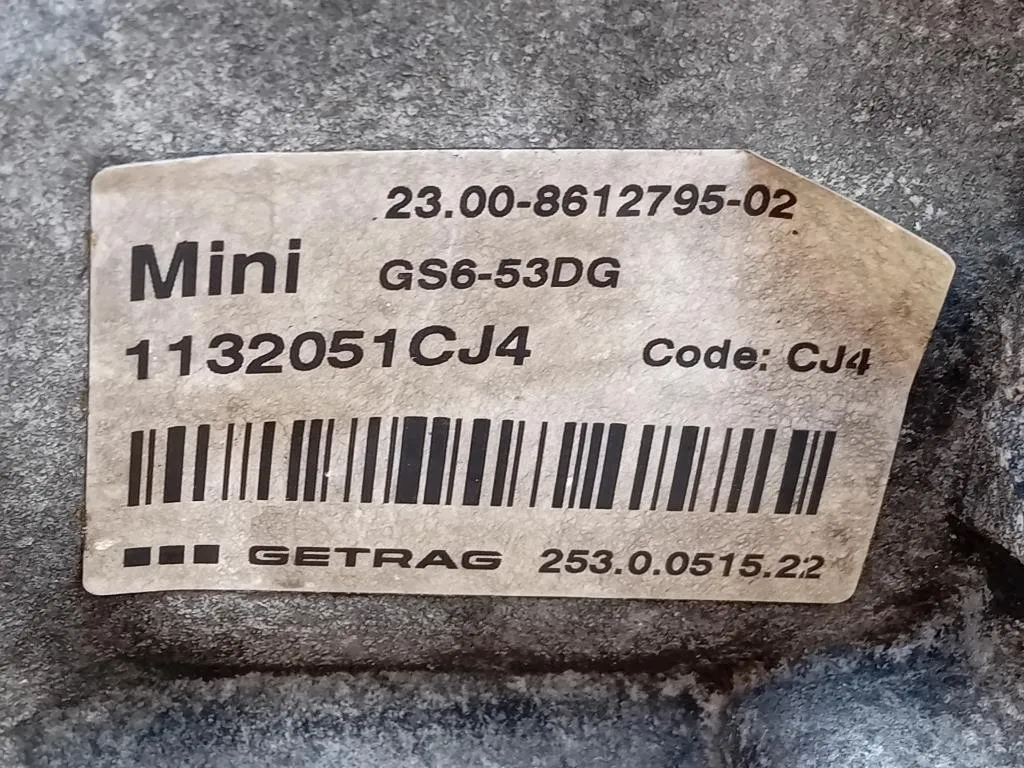 23.00-8612795-02
Mini GS6-53DG
1132051CJ4 Code: CJ4
GETRAG 253.0.0515.22